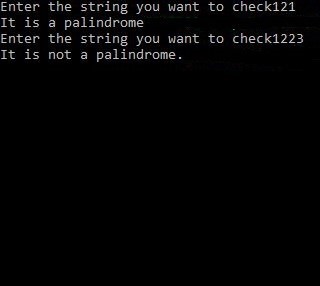 Enter the string you want to check121
It is a palindrome
Enter the string you want to check1223
It is not a palindrome.